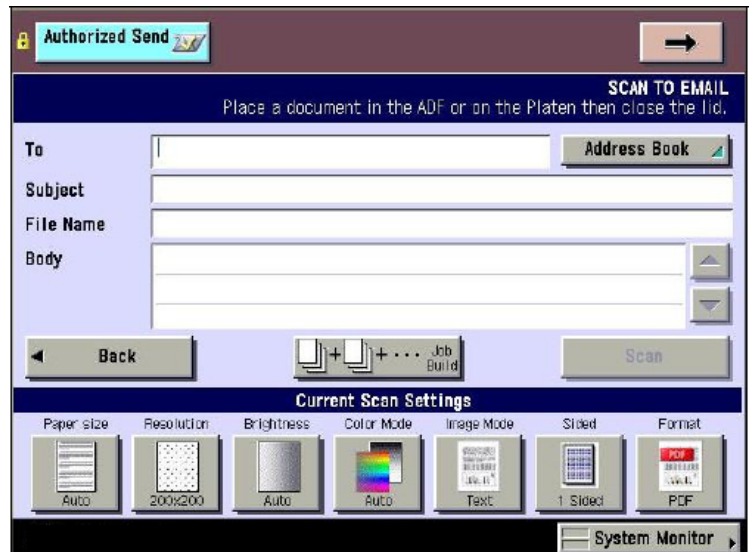 Authorized Send
SCAN TO EMAIL
Place a document in the ADF or on the Platen then close the lid.
To
Address Book
Subject
File Name
Body
Back
+ + ··· Job Build
Scan
Current Scan Settings
Paper size Resolution Brightness Color Mode Image Mode Sided Format
PDF
Auto 200x200 Auto Auto Text 1 Sided PDF
System Monitor